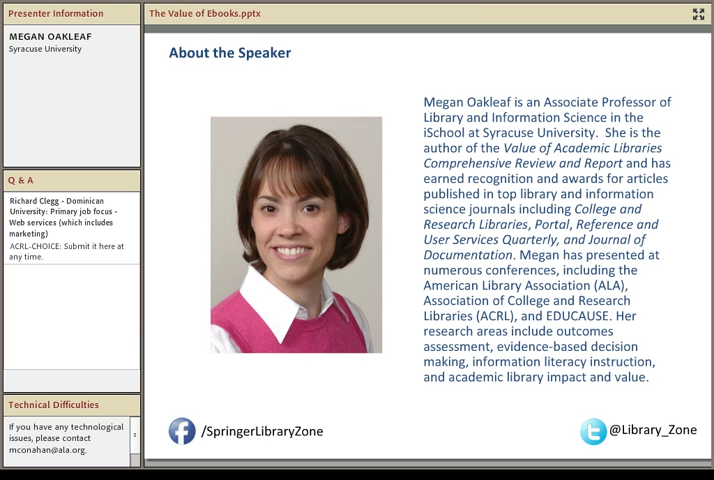 Presenter Information
MEGAN OAKLEAF
Syracuse University
Q & A
Richard Clegg - Dominican
University: Primary job focus -
Web services (which includes
marketing)
ACRL-CHOICE: Submit it here at
any time.
Technical Difficulties
If you have any technological
issues, please contact
mconahan@ala.org.
The Value of Ebooks.pptx
About the Speaker
Megan Oakleaf is an Associate Professor of
Library and Information Science in the
iSchool at Syracuse University. She is the
author of the Value of Academic Libraries
Comprehensive Review and Report and has
earned recognition and awards for articles
published in top library and information
science journals including College and
Research Libraries, Portal, Reference and
User Services Quarterly, and Journal of
Documentation. Megan has presented at
numerous conferences, including the
American Library Association (ALA),
Association of College and Research
Libraries (ACRL), and EDUCAUSE. Her
research areas include outcomes
assessment, evidence-based decision
making, information literacy instruction,
and academic library impact and value.
/SpringerLibraryZone
@Library_Zone